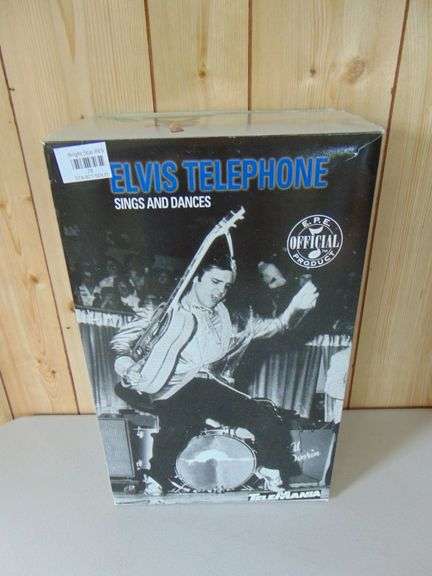 ELVIS TELEPHONE
SINGS AND DANCES
E.P.E.
OFFICIAL
PRODUCT
TELEMANIA